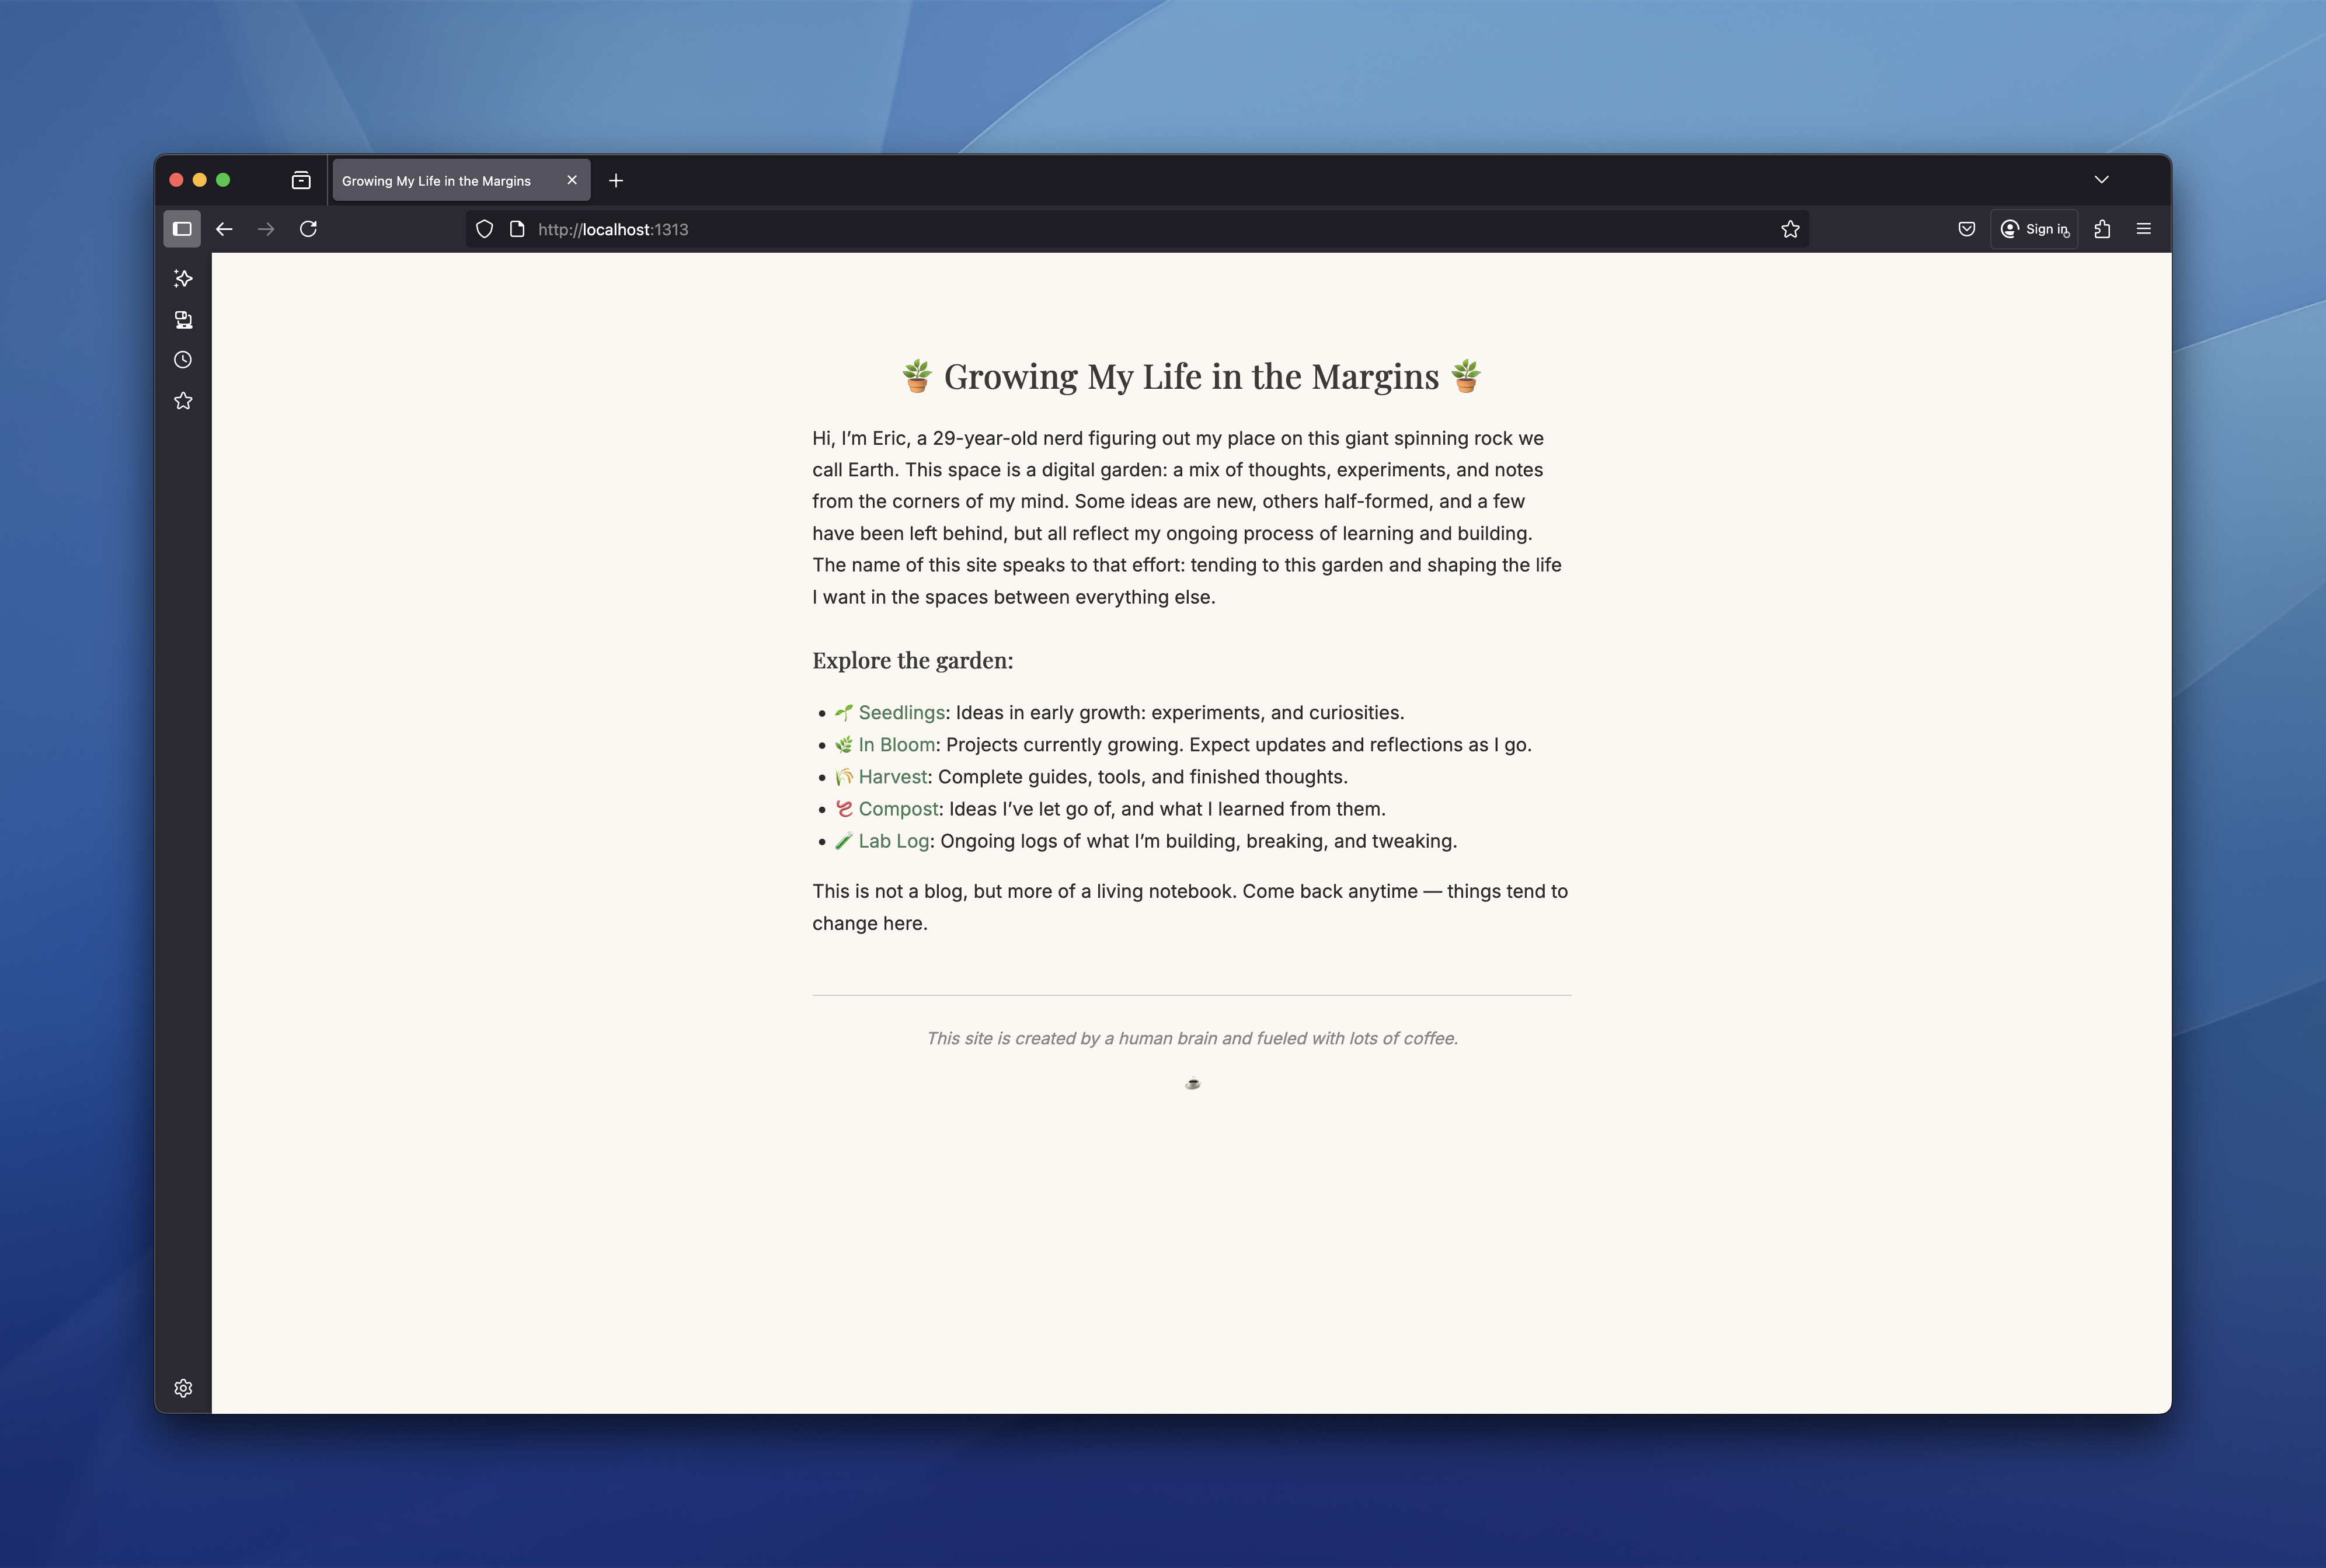 Growing My Life in the Margins
http://localhost:1313
Sign in
🪴 Growing My Life in the Margins 🪴
Hi, I’m Eric, a 29-year-old nerd figuring out my place on this giant spinning rock we
call Earth. This space is a digital garden: a mix of thoughts, experiments, and notes
from the corners of my mind. Some ideas are new, others half-formed, and a few
have been left behind, but all reflect my ongoing process of learning and building.
The name of this site speaks to that effort: tending to this garden and shaping the life
I want in the spaces between everything else.
Explore the garden:
• 🌱 Seedlings: Ideas in early growth: experiments, and curiosities.
• 🌿 In Bloom: Projects currently growing. Expect updates and reflections as I go.
• 🌾 Harvest: Complete guides, tools, and finished thoughts.
• 🪱 Compost: Ideas I’ve let go of, and what I learned from them.
• 🧪 Lab Log: Ongoing logs of what I’m building, breaking, and tweaking.
This is not a blog, but more of a living notebook. Come back anytime — things tend to
change here.
This site is created by a human brain and fueled with lots of coffee.
☕